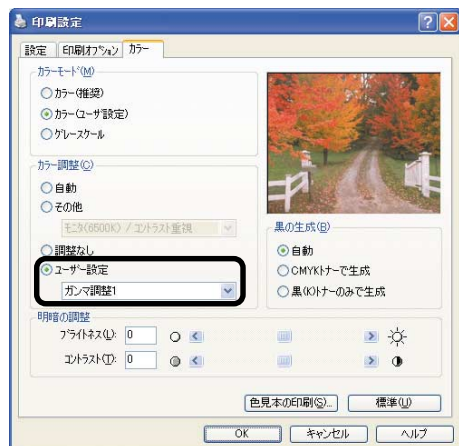 印刷設定
設定 印刷オプション カラー
カラーモード(M)
カラー(推奨)
カラー(ユーザ設定)
グレースケール
カラー調整(C)
自動
その他
モニタ(6500K) / コントラスト重視
調整なし
ユーザー設定
ガンマ調整1
黒の生成(B)
自動
CMYKトナーで生成
黒(K)トナーのみで生成
明暗の調整
ブライトネス(L): 0
コントラスト(T): 0
色見本の印刷(S)... 標準(U)
OK キャンセル ヘルプ